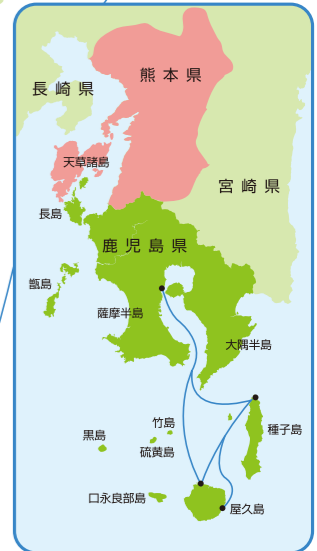 熊本県
長崎県
天草諸島
宮崎県
長島
鹿児島県
甑島
薩摩半島
大隅半島
竹島
種子島
黒島
硫黄島
口永良部島
屋久島